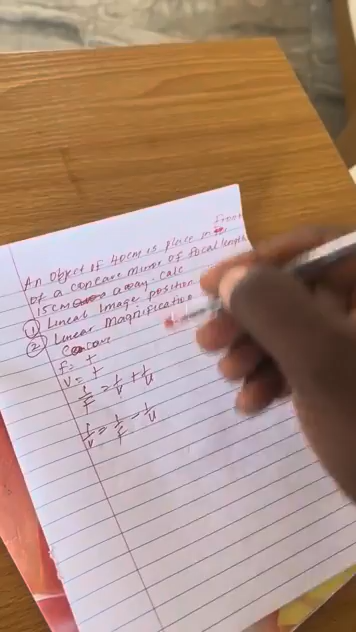 An object of 40cm is place in front
of a concave mirror of focal length
15cm away. calc
① Lineal Image position
② Linear Magnification
Concave
f = +
v = +
1/f = 1/v + 1/u
1/v = 1/f - 1/u